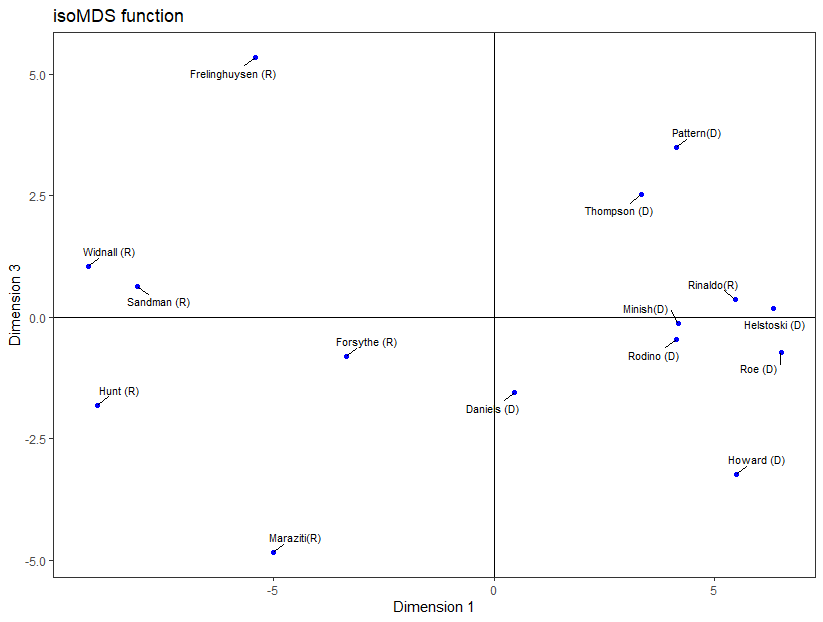 isoMDS function
5.0
Frelinghuysen (R)
Pattern(D)
2.5
Thompson (D)
Widnall (R)
Sandman (R)
Rinaldo(R)
Minish(D)
Helstoski (D)
0.0
Forsythe (R)
Rodino (D)
Roe (D)
Hunt (R)
Daniels (D)
-2.5
Howard (D)
Maraziti(R)
-5.0
-5
0
5
Dimension 1
Dimension 3